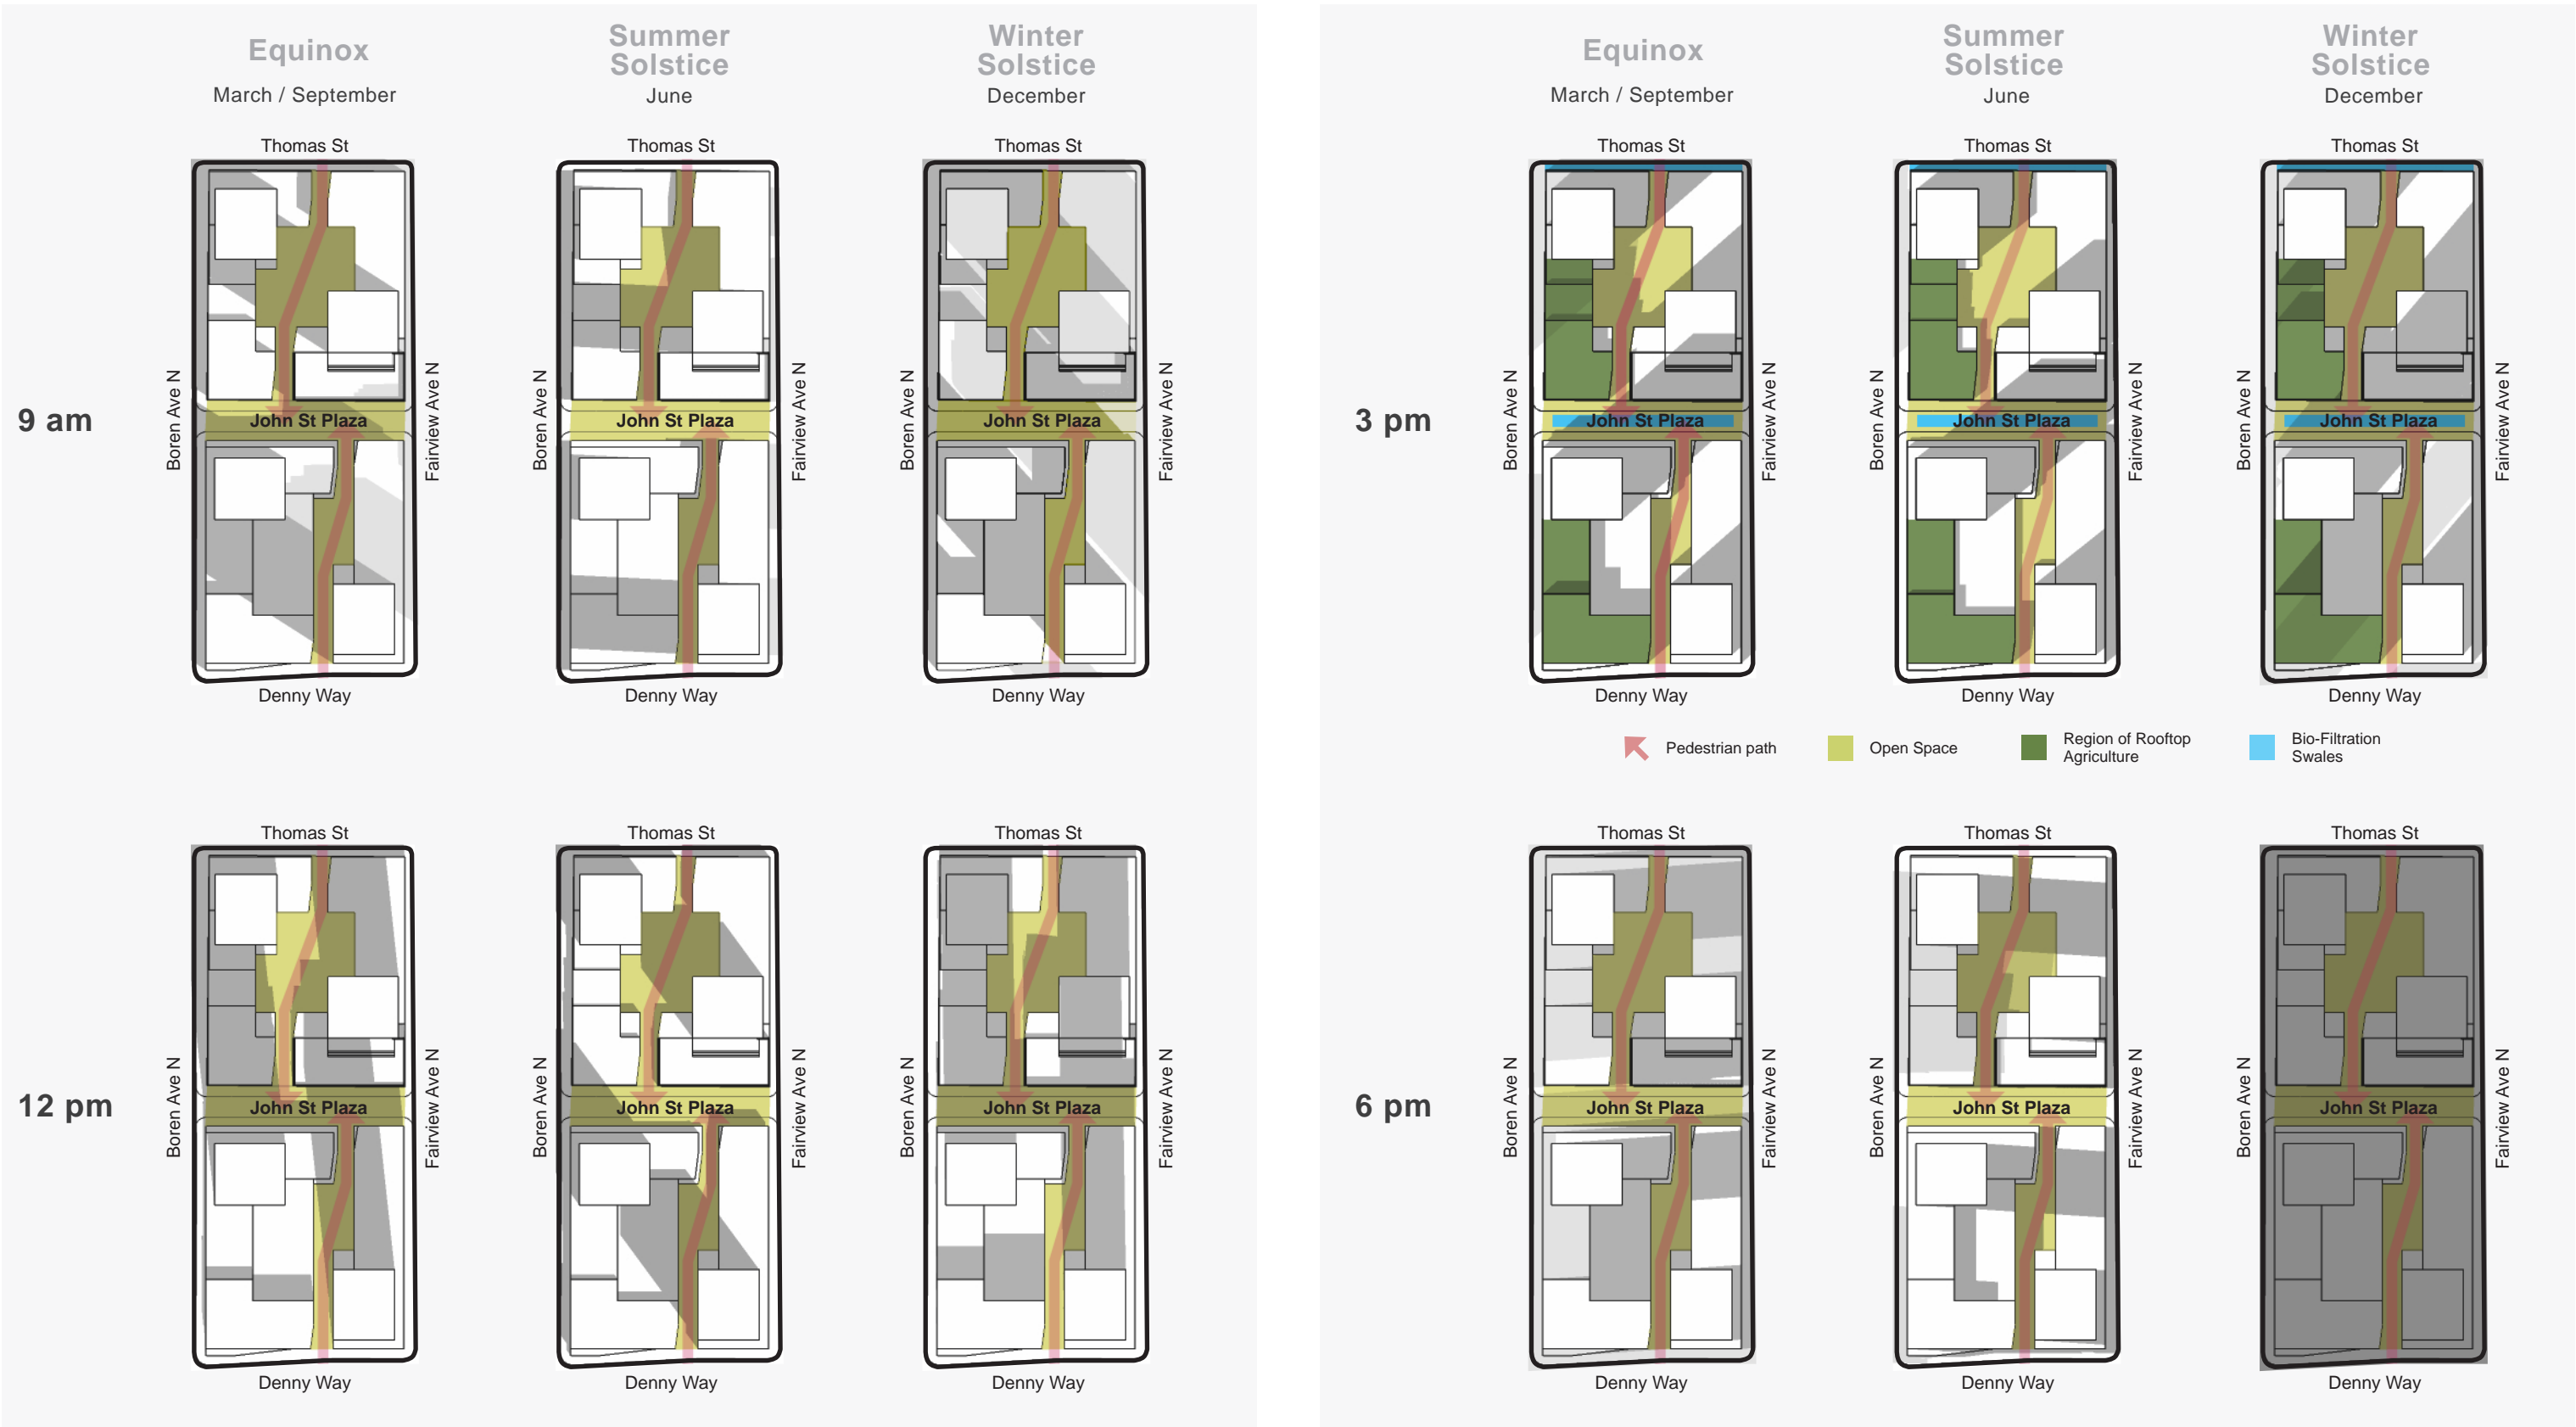 Equinox
March / September
Summer
Solstice
June
Winter
Solstice
December
9 am
Thomas St
Boren Ave N
John St Plaza
Fairview Ave N
Denny Way
Thomas St
Boren Ave N
John St Plaza
Fairview Ave N
Denny Way
Thomas St
Boren Ave N
John St Plaza
Fairview Ave N
Denny Way
12 pm
Thomas St
Boren Ave N
John St Plaza
Fairview Ave N
Denny Way
Thomas St
Boren Ave N
John St Plaza
Fairview Ave N
Denny Way
Thomas St
Boren Ave N
John St Plaza
Fairview Ave N
Denny Way
Equinox
March / September
Summer
Solstice
June
Winter
Solstice
December
3 pm
Thomas St
Boren Ave N
John St Plaza
Fairview Ave N
Denny Way
Thomas St
Boren Ave N
John St Plaza
Fairview Ave N
Denny Way
Thomas St
Boren Ave N
John St Plaza
Fairview Ave N
Denny Way
Pedestrian path
Open Space
Region of Rooftop
Agriculture
Bio-Filtration
Swales
6 pm
Thomas St
Boren Ave N
John St Plaza
Fairview Ave N
Denny Way
Thomas St
Boren Ave N
John St Plaza
Fairview Ave N
Denny Way
Thomas St
Boren Ave N
John St Plaza
Fairview Ave N
Denny Way